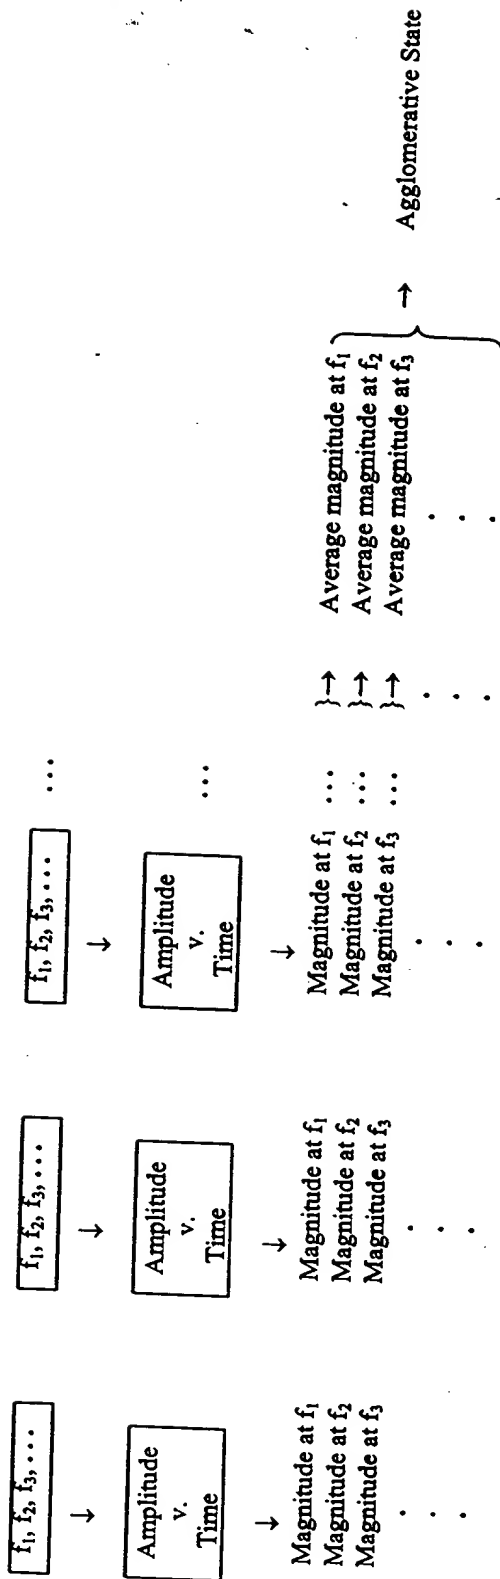 f₁, f₂, f₃, ...
f₁, f₂, f₃, ...
f₁, f₂, f₃, ...
...
↓
↓
↓
Amplitude
v.
Time
Amplitude
v.
Time
Amplitude
v.
Time
...
↓
↓
↓
Magnitude at f₁
Magnitude at f₂
Magnitude at f₃
.
.
.
Magnitude at f₁
Magnitude at f₂
Magnitude at f₃
.
.
.
Magnitude at f₁ ...
Magnitude at f₂ ...
Magnitude at f₃ ...
.
.
.
}→ Average magnitude at f₁
}→ Average magnitude at f₂
}→ Average magnitude at f₃
.
.
.
} → Agglomerative State